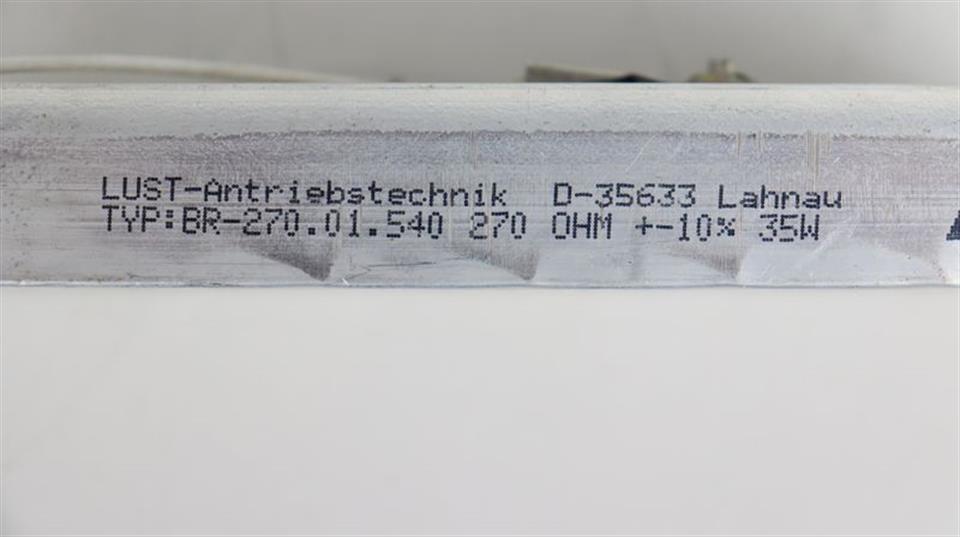 LUST-Antriebstechnik D-35633 Lahnau
TYP:BR-270.01.540 270 OHM +-10% 35W